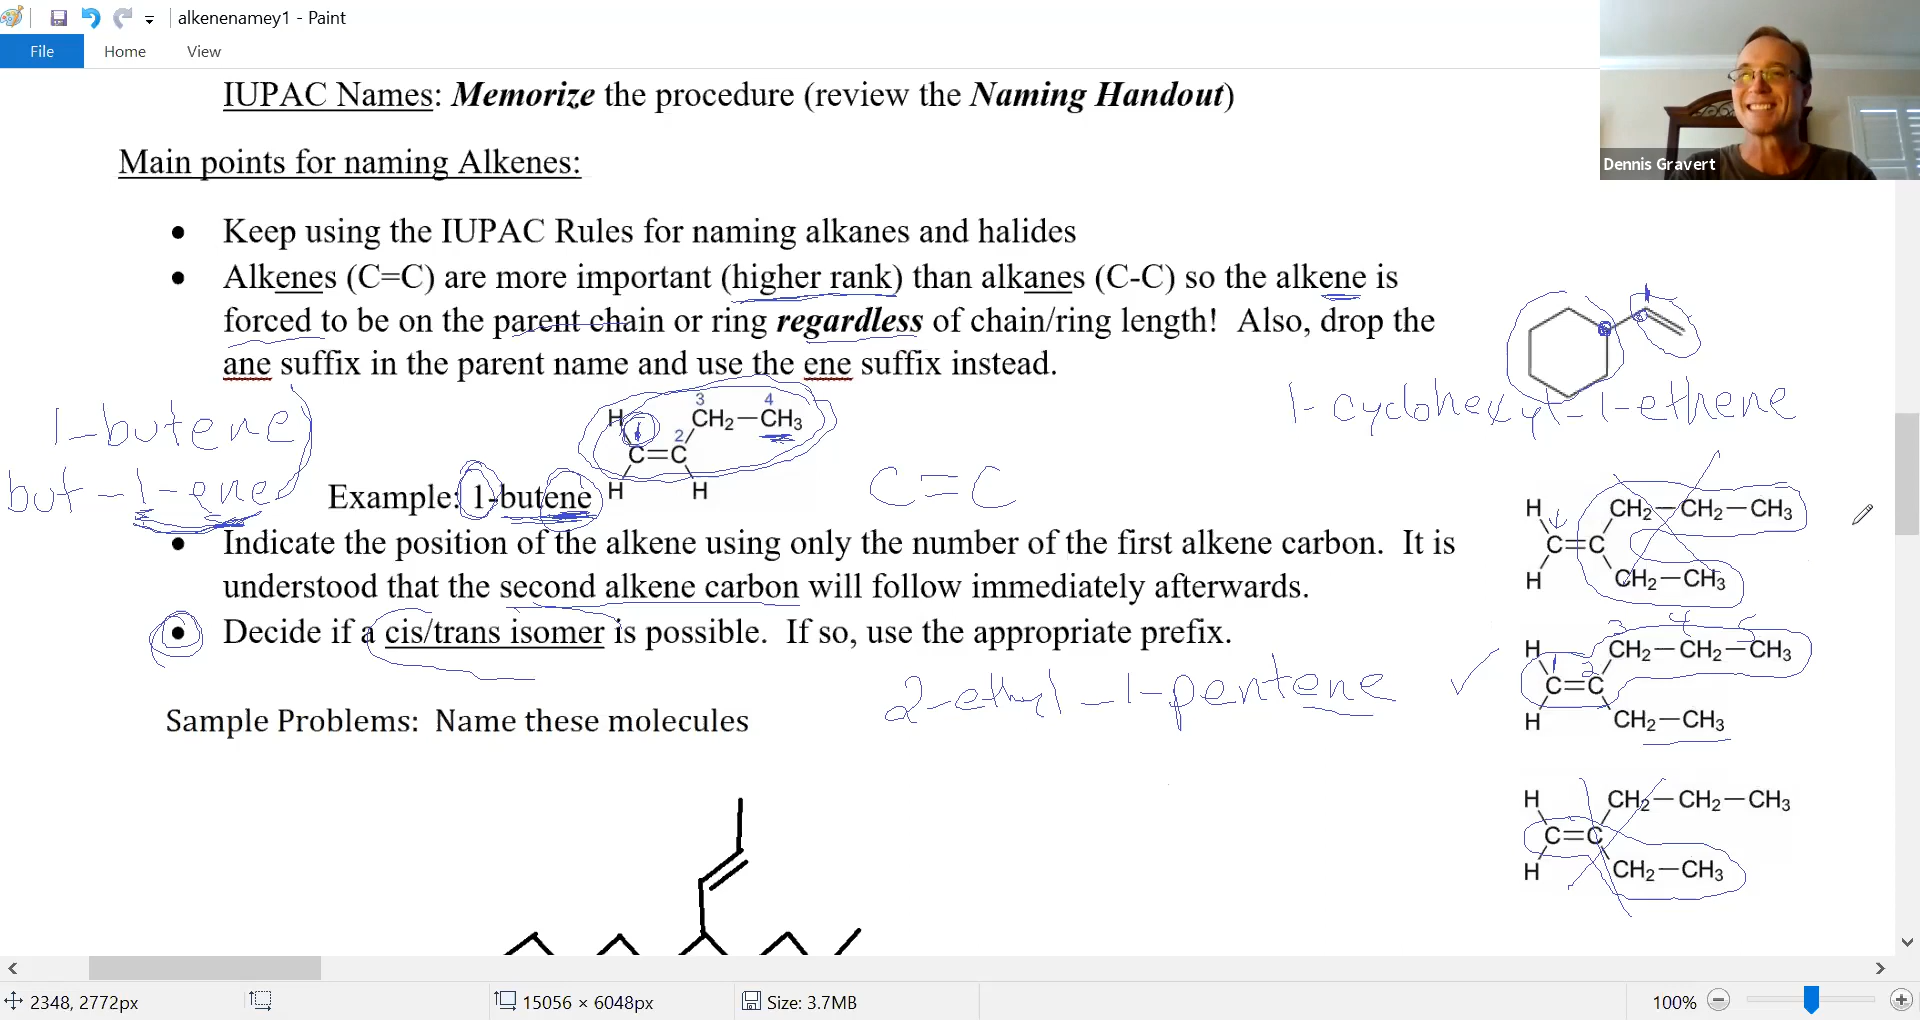 alkenenamey1 - Paint
File Home View
IUPAC Names: Memorize the procedure (review the Naming Handout)
Dennis Gravert
Main points for naming Alkenes:
• Keep using the IUPAC Rules for naming alkanes and halides
• Alkenes (C=C) are more important (higher rank) than alkanes (C-C) so the alkene is
forced to be on the parent chain or ring regardless of chain/ring length! Also, drop the
ane suffix in the parent name and use the ene suffix instead.
1-cyclohexyl-1-ethene
1-butene
but-1-ene
H 1 2 3 4
CH2—CH3
C=C
H H
Example: 1-butene
C=C
• Indicate the position of the alkene using only the number of the first alkene carbon. It is
understood that the second alkene carbon will follow immediately afterwards.
• Decide if a cis/trans isomer is possible. If so, use the appropriate prefix.
H CH2—CH2—CH3
C=C
H CH2—CH3
2-ethyl-1-pentene ✓
1 2 3 4 5
H CH2—CH2—CH3
C=C
H CH2—CH3
Sample Problems: Name these molecules
H CH2—CH2—CH3
C=C
H CH2—CH3
2348, 2772px
15056 × 6048px
Size: 3.7MB
100%